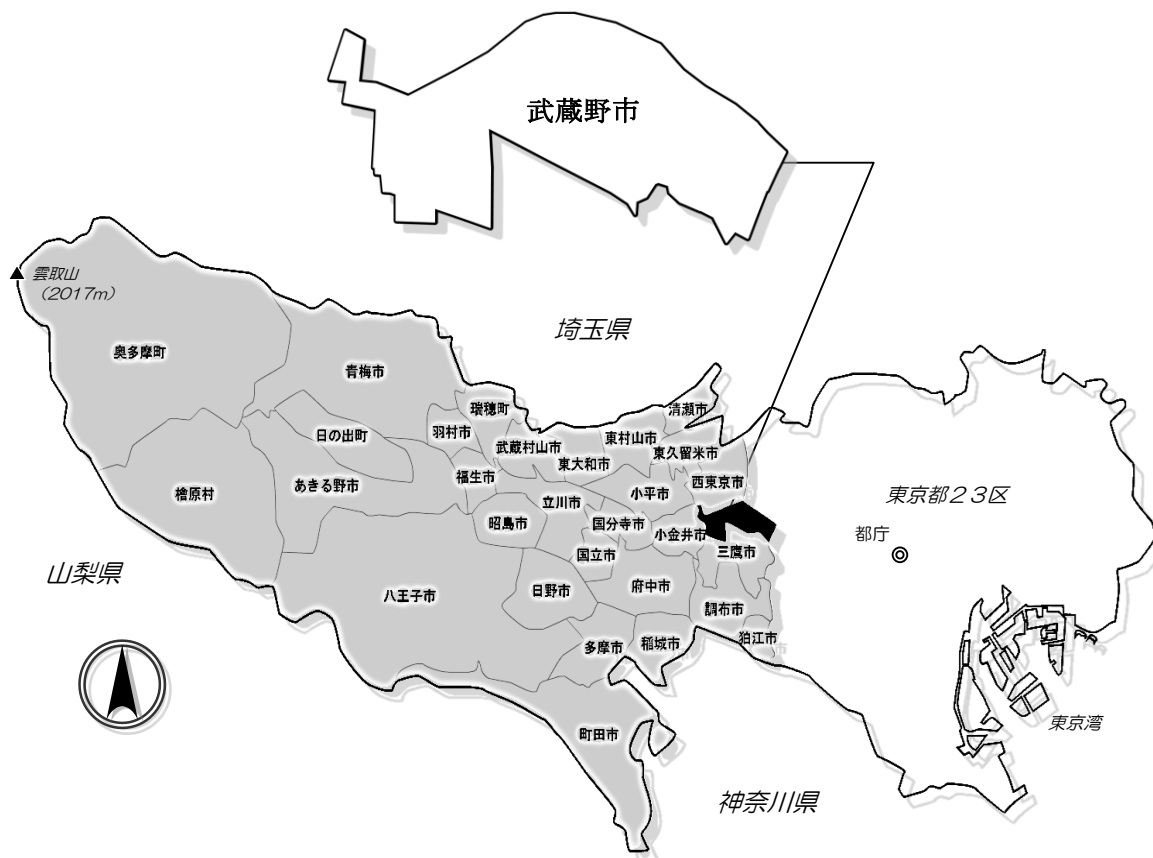 武蔵野市
雲取山
(2017m)
埼玉県
奥多摩町
青梅市
瑞穂町
清瀬市
羽村市
日の出町
武蔵村山市
東村山市
東久留米市
東大和市
福生市
西東京市
あきる野市
檜原村
立川市
小平市
東京都23区
昭島市
国分寺市
小金井市
都庁
国立市
三鷹市
山梨県
八王子市
日野市
府中市
調布市
多摩市
稲城市
狛江市
町田市
東京湾
神奈川県